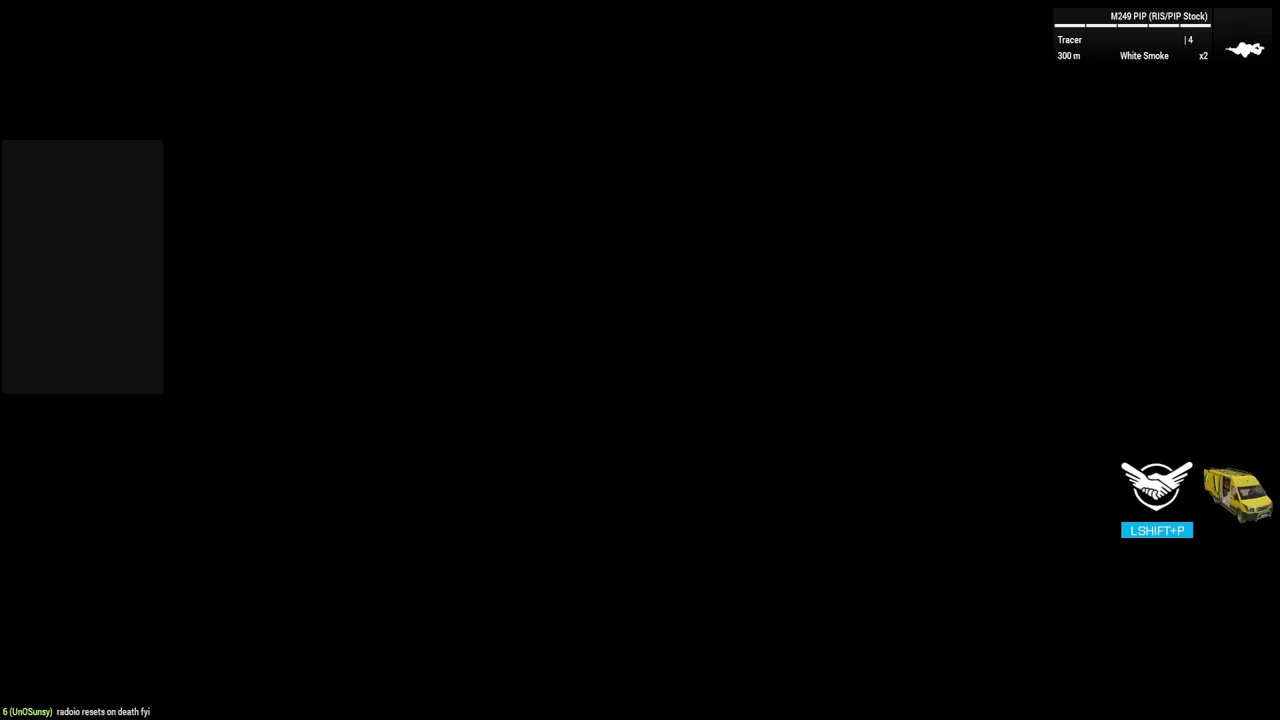 M249 PIP (RIS/PIP Stock)
Tracer | 4
300 m White Smoke x2
LSHIFT+P
6 (UnOSunsy) radoio resets on death fyi